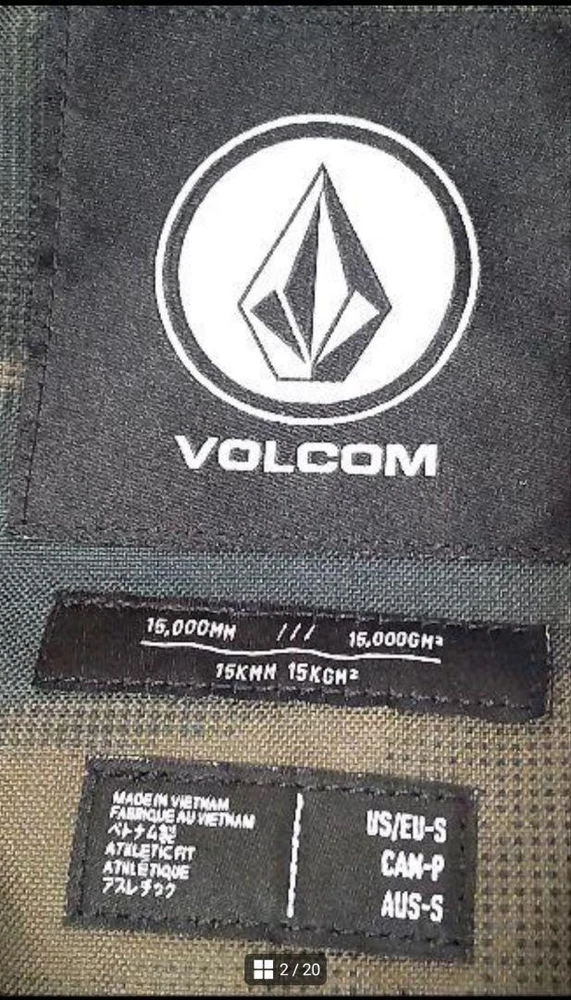 VOLCOM
15,000MM /// 15,000GM²
15KMM 15KGM²
MADE IN VIETNAM
FABRIQUE AU VIETNAM
ベトナム製
ATHLETIC FIT
ATHLÉTIQUE
アスレチック
US/EU-S
CAN-P
AUS-S
2 / 20